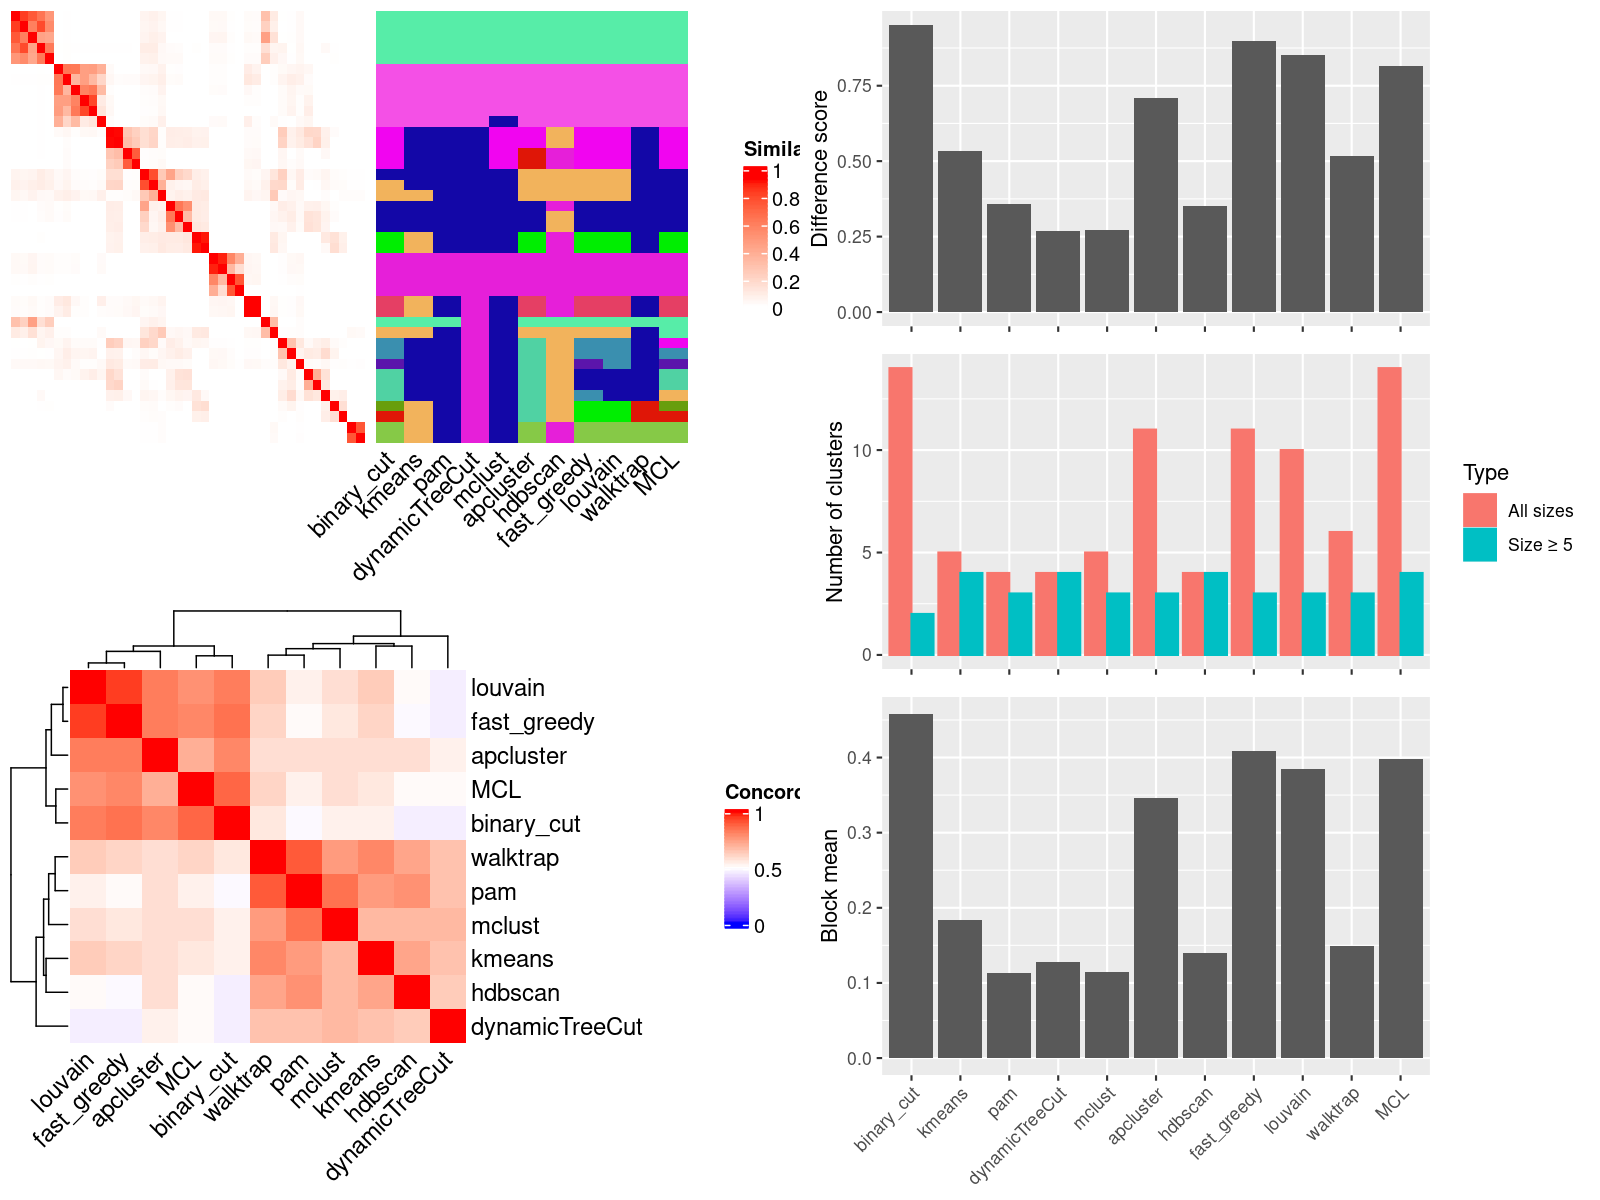 Simila
1
0.8
0.6
0.4
0.2
0
binary_cut
kmeans
pam
dynamicTreeCut
mclust
apcluster
hdbscan
fast_greedy
louvain
walktrap
MCL
Difference score
0.75
0.50
0.25
0.00
Number of clusters
10
5
0
Type
All sizes
Size ≥ 5
louvain
fast_greedy
apcluster
MCL
binary_cut
walktrap
pam
mclust
kmeans
hdbscan
dynamicTreeCut
louvain
fast_greedy
apcluster
MCL
binary_cut
walktrap
pam
mclust
kmeans
hdbscan
dynamicTreeCut
Concord
1
0.5
0
Block mean
0.4
0.3
0.2
0.1
0.0
binary_cut
kmeans
pam
dynamicTreeCut
mclust
apcluster
hdbscan
fast_greedy
louvain
walktrap
MCL